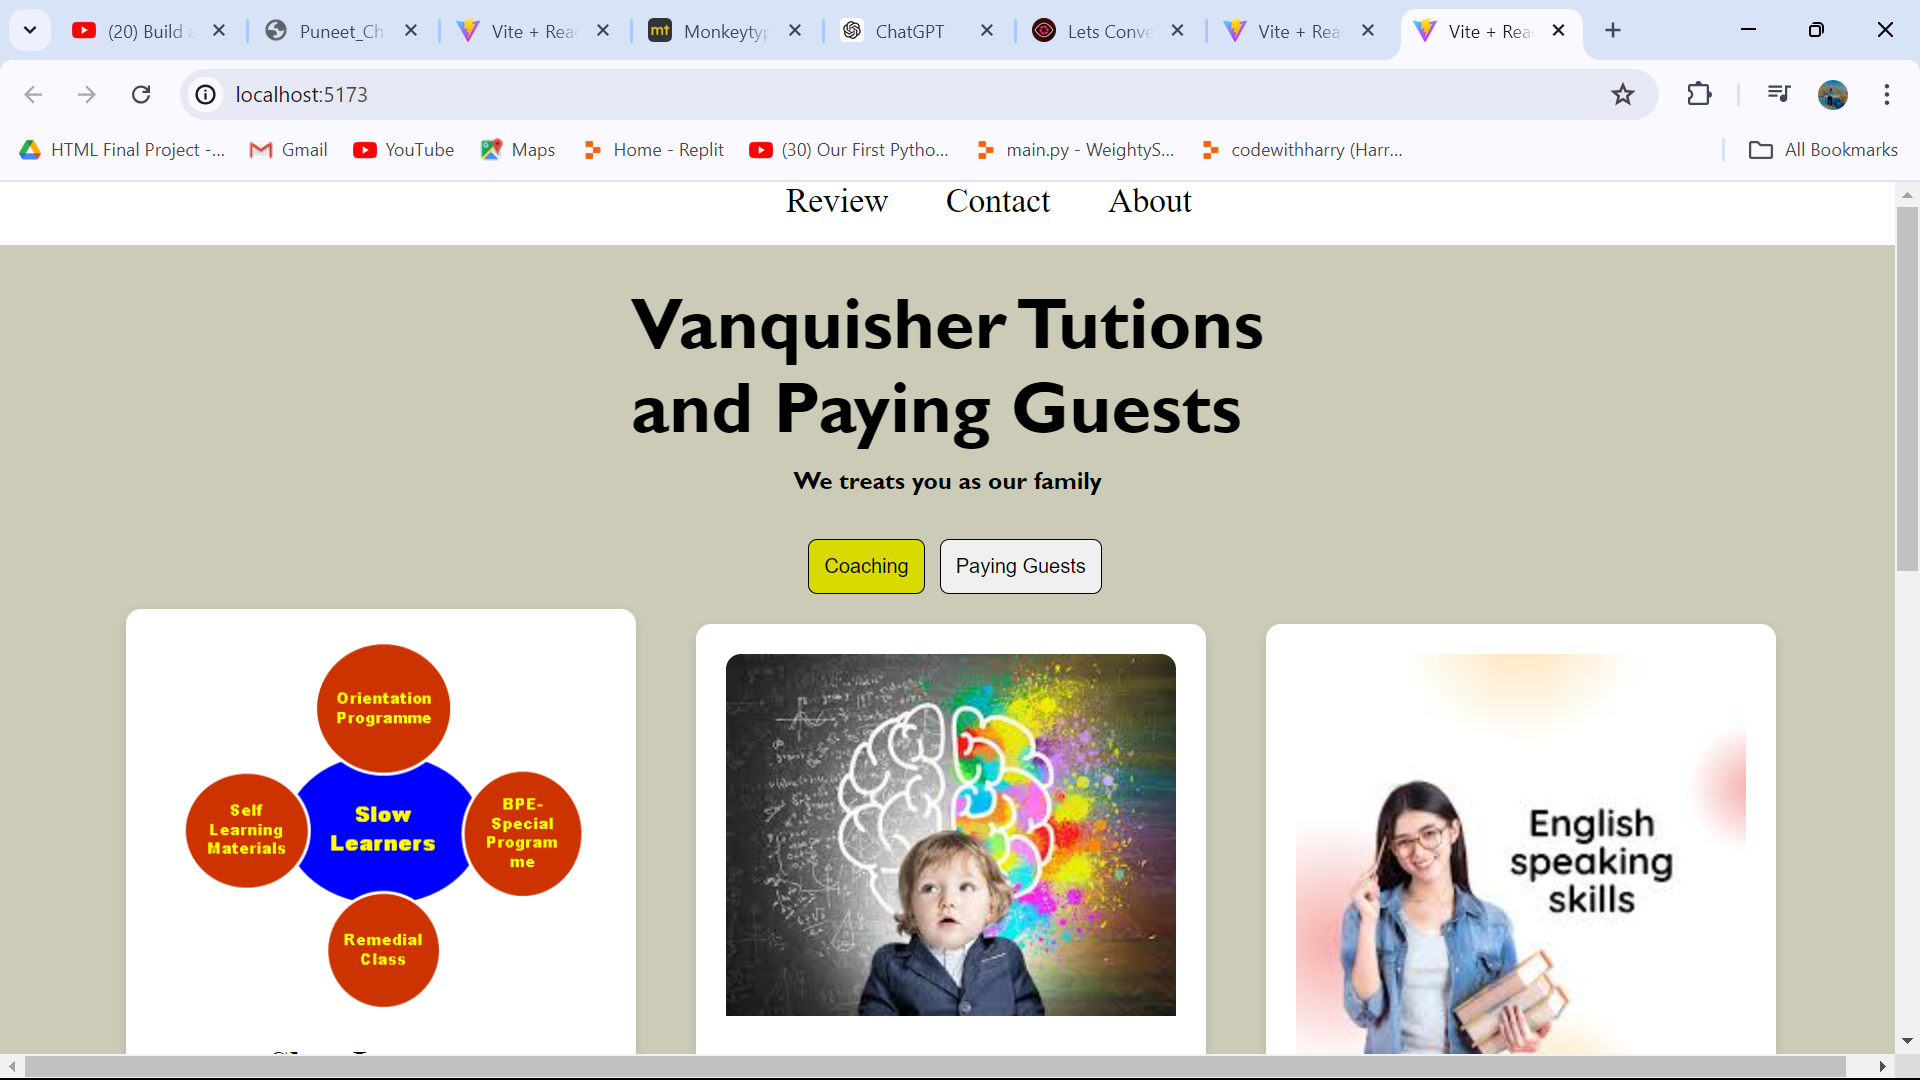 (20) Build a
Puneet_Ch
Vite + Rea
Monkeytyp
ChatGPT
Lets Conve
Vite + Rea
Vite + Rea
localhost:5173
HTML Final Project -...
Gmail
YouTube
Maps
Home - Replit
(30) Our First Pytho...
main.py - WeightyS...
codewithharry (Harr...
All Bookmarks
Review
Contact
About
Vanquisher Tutions
and Paying Guests
We treats you as our family
Coaching
Paying Guests
Orientation
Programme
Self
Learning
Materials
Slow
Learners
BPE-
Special
Program
me
Remedial
Class
English
speaking
skills